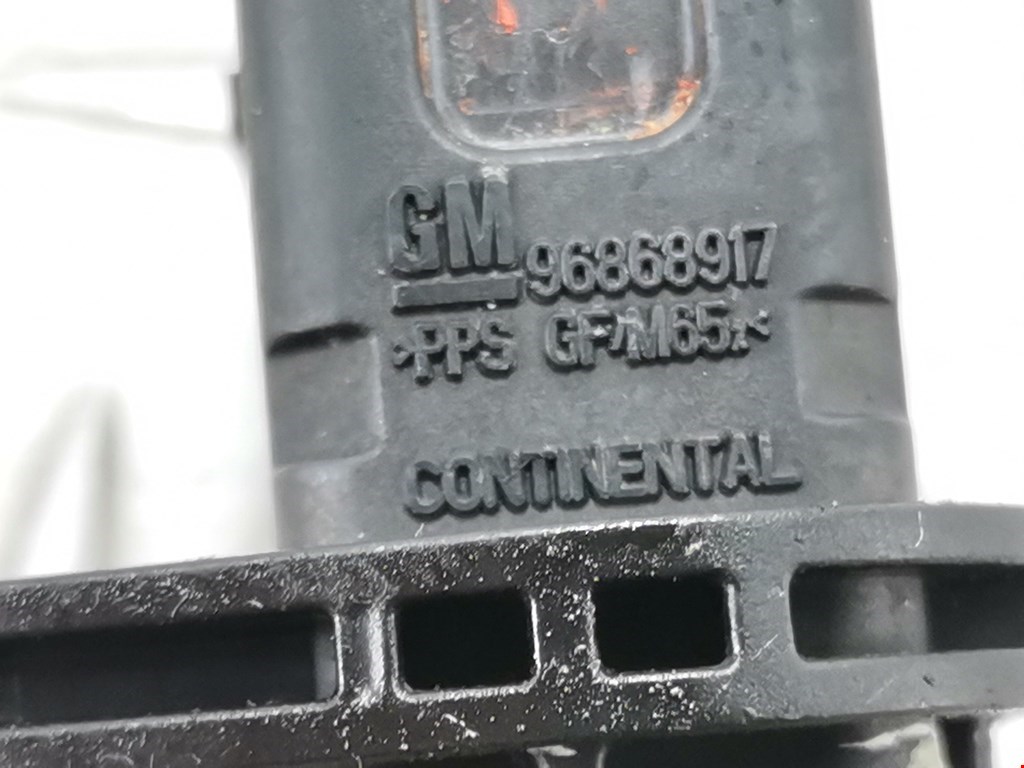 GM 96868917
>PPS GF/M65<
CONTINENTAL